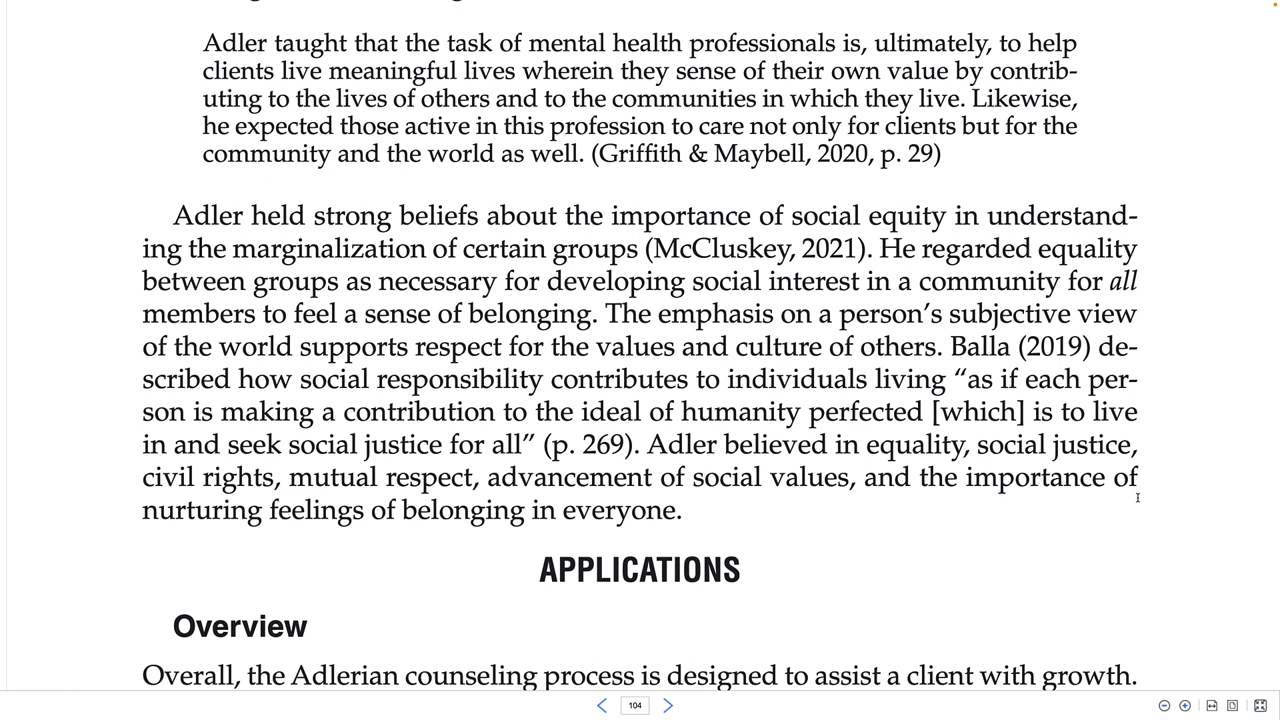 Adler taught that the task of mental health professionals is, ultimately, to help
clients live meaningful lives wherein they sense of their own value by contrib-
uting to the lives of others and to the communities in which they live. Likewise,
he expected those active in this profession to care not only for clients but for the
community and the world as well. (Griffith & Maybell, 2020, p. 29)
Adler held strong beliefs about the importance of social equity in understand-
ing the marginalization of certain groups (McCluskey, 2021). He regarded equality
between groups as necessary for developing social interest in a community for all
members to feel a sense of belonging. The emphasis on a person’s subjective view
of the world supports respect for the values and culture of others. Balla (2019) de-
scribed how social responsibility contributes to individuals living “as if each per-
son is making a contribution to the ideal of humanity perfected [which] is to live
in and seek social justice for all” (p. 269). Adler believed in equality, social justice,
civil rights, mutual respect, advancement of social values, and the importance of
nurturing feelings of belonging in everyone.
APPLICATIONS
Overview
Overall, the Adlerian counseling process is designed to assist a client with growth.
104